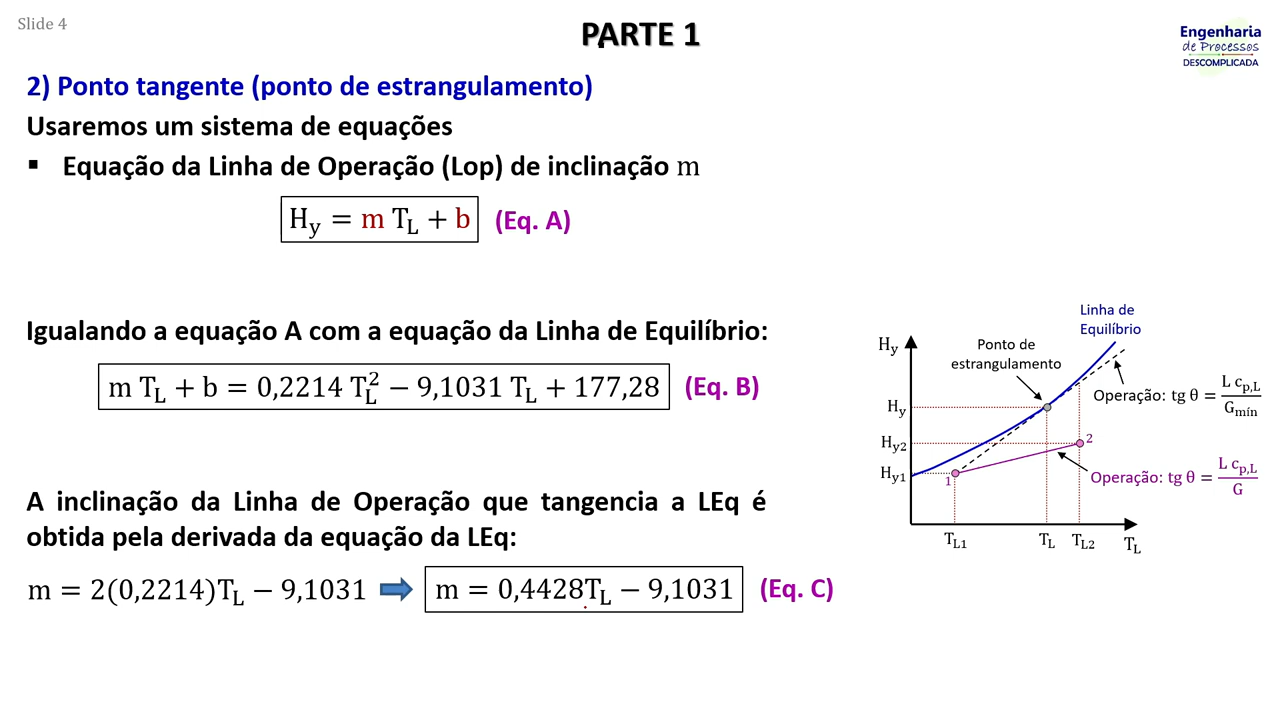 Slide 4
PARTE 1
Engenharia
de Processos
DESCOMPLICADA
2) Ponto tangente (ponto de estrangulamento)
Usaremos um sistema de equações
▪ Equação da Linha de Operação (Lop) de inclinação m
H_y = m T_L + b (Eq. A)
Igualando a equação A com a equação da Linha de Equilíbrio:
m T_L + b = 0,2214 T_L^2 − 9,1031 T_L + 177,28 (Eq. B)
A inclinação da Linha de Operação que tangencia a LEq é
obtida pela derivada da equação da LEq:
m = 2(0,2214)T_L − 9,1031 m = 0,4428T_L − 9,1031 (Eq. C)
Linha de
Equilíbrio
H_y
Ponto de
estrangulamento
Operação: tg θ = L c_p,L / G_mín
H_y
H_y2
2
H_y1
1
Operação: tg θ = L c_p,L / G
T_L1 T_L T_L2 T_L